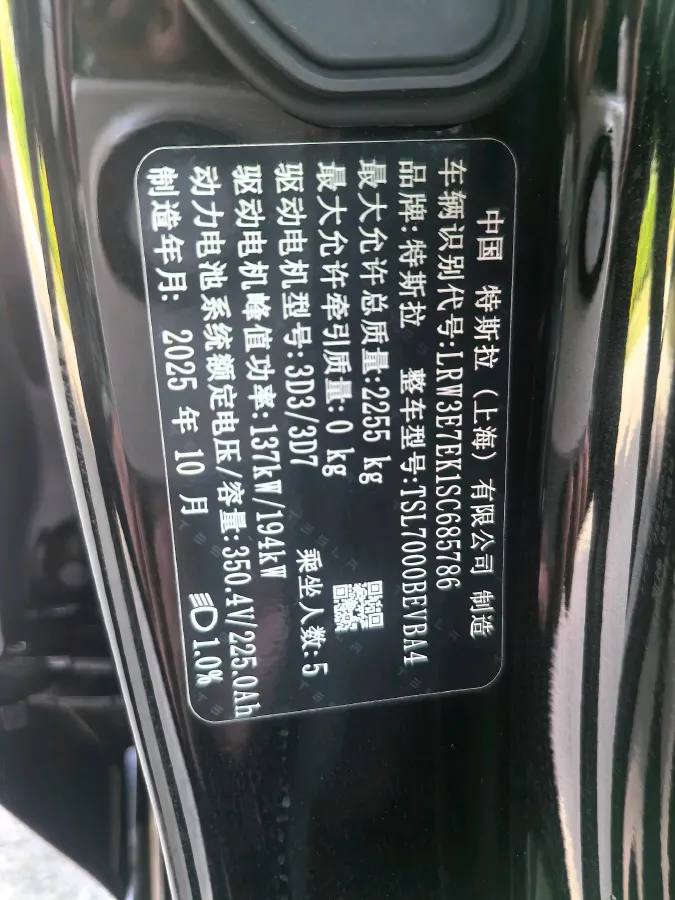 中国 特斯拉（上海）有限公司 制造
车辆识别代号:LRW3E7EK1SC685786
品牌:特斯拉 整车型号:TSL7000BEVBA4
最大允许总质量:2255 kg
最大允许牵引质量:0 kg
驱动电机型号:3D3/3D7 乘坐人数:5
驱动电机峰值功率:137kW/194kW
动力电池系统额定电压/容量:350.4V/225.0Ah
制造年月: 2025 年 10 月 1.0%